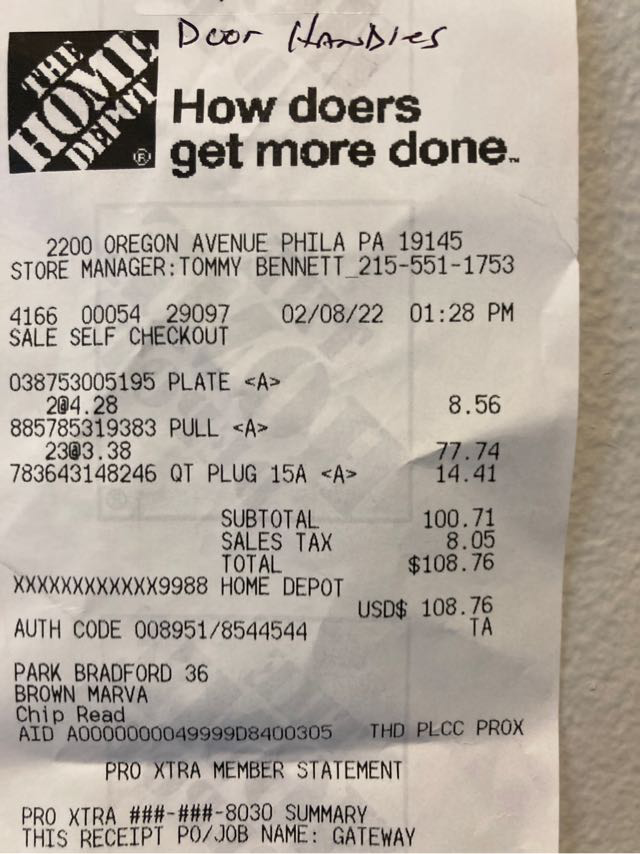 Door Handles
THE
HOME
DEPOT
®
How doers
get more done.™
2200 OREGON AVENUE PHILA PA 19145
STORE MANAGER:TOMMY BENNETT_215-551-1753
4166 00054 29097 02/08/22 01:28 PM
SALE SELF CHECKOUT
038753005195 PLATE <A>
2@4.28 8.56
885785319383 PULL <A>
23@3.38 77.74
783643148246 QT PLUG 15A <A> 14.41
SUBTOTAL 100.71
SALES TAX 8.05
TOTAL $108.76
XXXXXXXXXXXX9988 HOME DEPOT
USD$ 108.76
AUTH CODE 008951/8544544 TA
PARK BRADFORD 36
BROWN MARVA
Chip Read
AID A0000000049999D8400305 THD PLCC PROX
PRO XTRA MEMBER STATEMENT
PRO XTRA ###-###-8030 SUMMARY
THIS RECEIPT PO/JOB NAME: GATEWAY